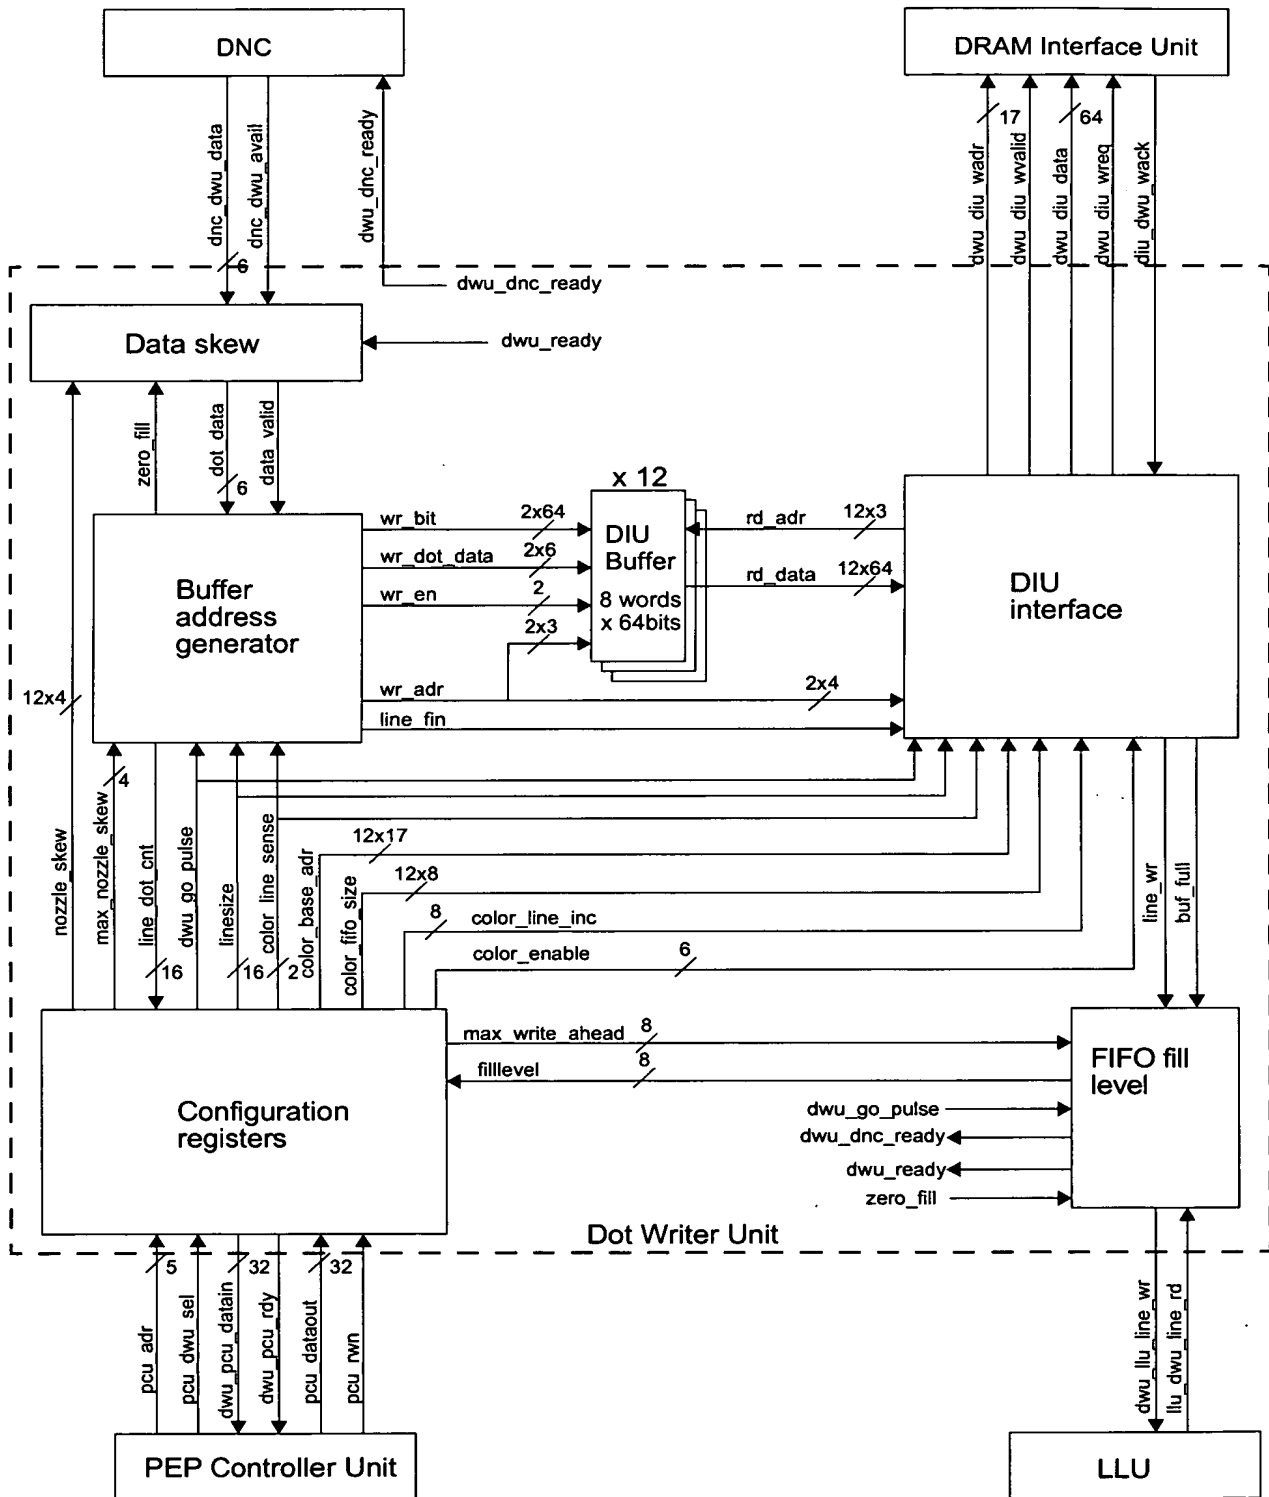 DNC
DRAM Interface Unit
dnc_dwu_data
dnc_dwu_avail
dwu_dnc_ready
6
17
64
dwu_diu_wadr
dwu_diu_wvalid
dwu_diu_data
dwu_diu_wreq
diu_dwu_wack
dwu_dnc_ready
Data skew
dwu_ready
zero_fill
dot_data
data_valid
6
x 12
wr_bit
2x64
DIU
Buffer
8 words
x 64bits
rd_adr
12x3
wr_dot_data
2x6
rd_data
12x64
wr_en
2
2x3
Buffer
address
generator
DIU
interface
12x4
wr_adr
2x4
line_fin
4
nozzle_skew
max_nozzle_skew
line_dot_cnt
dwu_go_pulse
linesize
color_line_sense
color_base_adr
color_fifo_size
16
16
2
12x17
12x8
8
color_line_inc
color_enable
6
line_wr
buf_full
max_write_ahead
8
filllevel
8
FIFO fill
level
Configuration
registers
dwu_go_pulse
dwu_dnc_ready
dwu_ready
zero_fill
Dot Writer Unit
5
32
32
pcu_adr
pcu_dwu_sel
dwu_pcu_datain
dwu_pcu_rdy
pcu_dataout
pcu_rwn
dwu_llu_line_wr
llu_dwu_line_rd
PEP Controller Unit
LLU